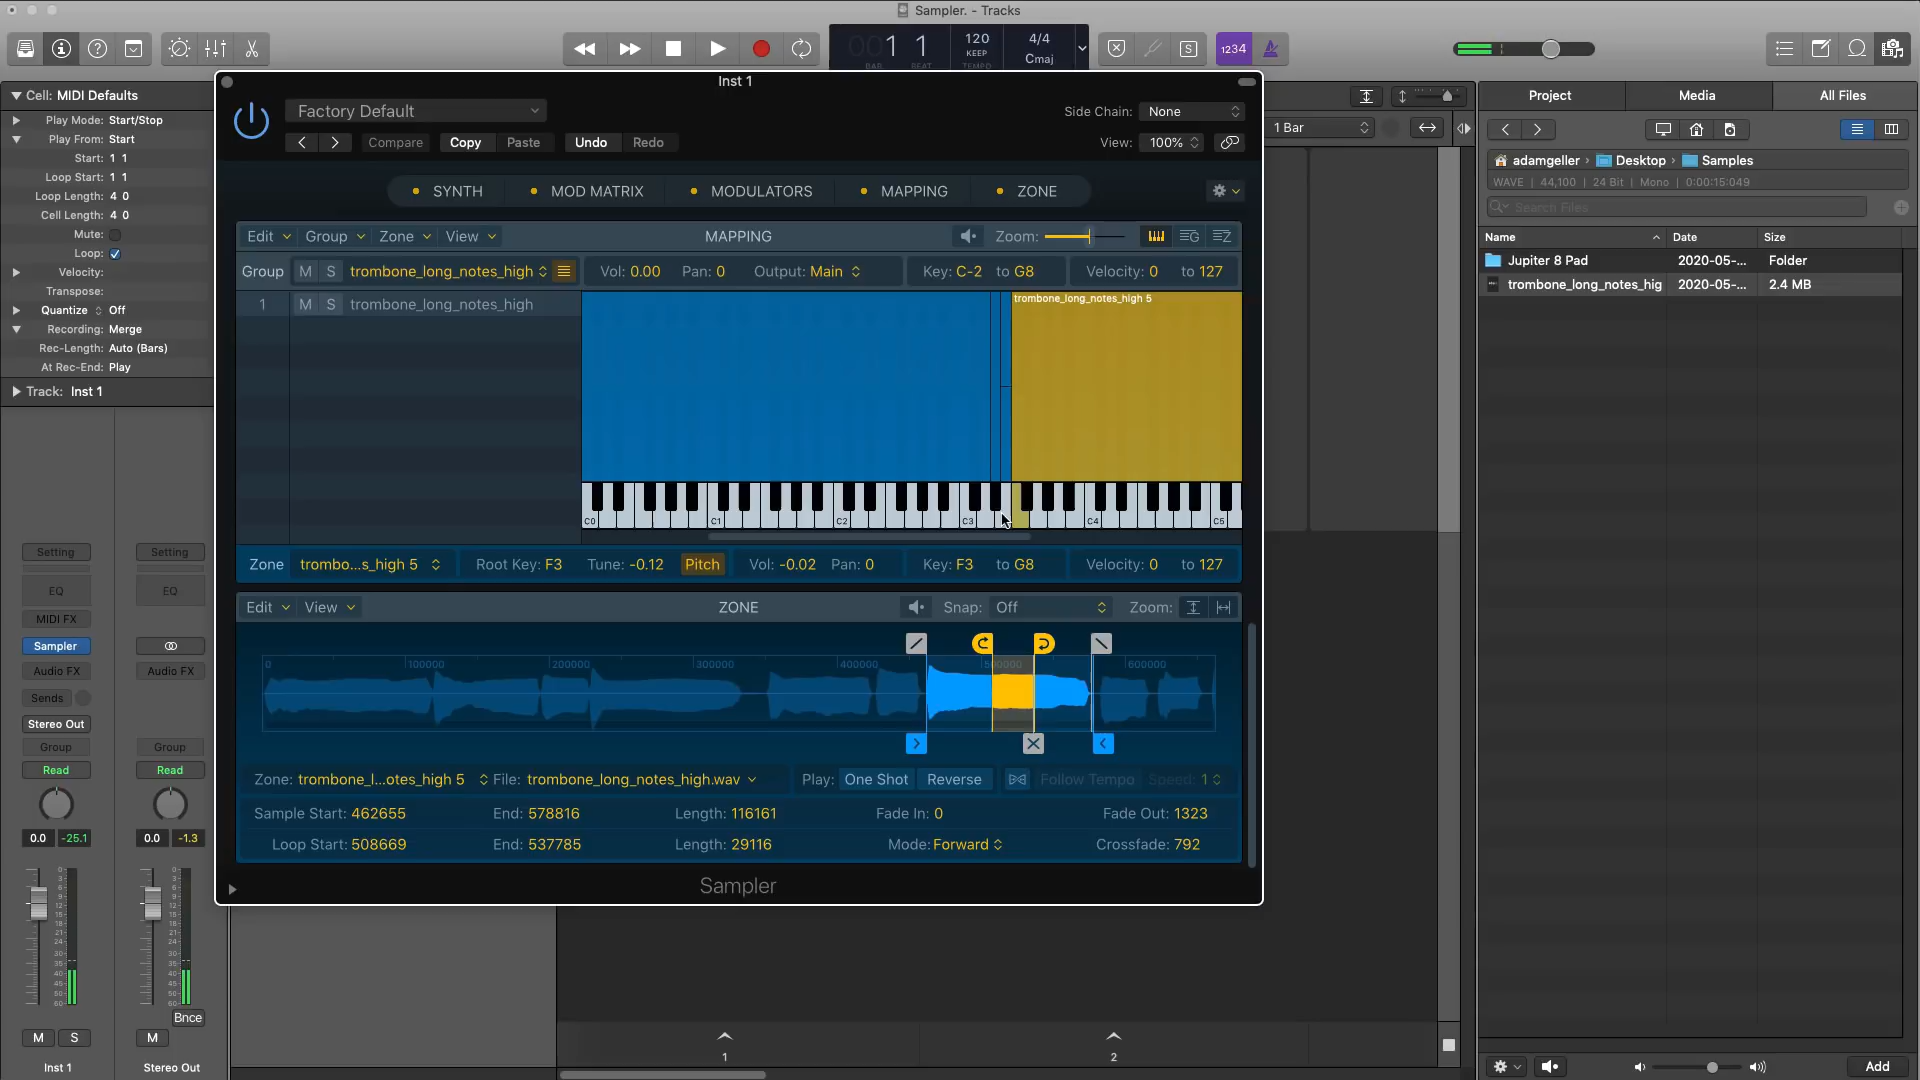 Sampler. - Tracks
1 1
BAR BEAT
120
KEEP
TEMPO
4/4
Cmaj
S
1234
Inst 1
Cell: MIDI Defaults
Play Mode: Start/Stop
Play From: Start
Start: 1 1
Loop Start: 1 1
Loop Length: 4 0
Cell Length: 4 0
Mute:
Loop:
Velocity:
Transpose:
Quantize Off
Recording: Merge
Rec-Length: Auto (Bars)
At Rec-End: Play
Track: Inst 1
Setting
EQ
MIDI FX
Sampler
Audio FX
Sends
Stereo Out
Group
Read
0.0 -25.1
M S
Inst 1
Setting
EQ
Audio FX
Group
Read
0.0 -1.3
Bnce
M
Stereo Out
Factory Default
Side Chain: None
Compare Copy Paste Undo Redo
View: 100%
SYNTH MOD MATRIX MODULATORS MAPPING ZONE
Edit Group Zone View MAPPING Zoom:
Group M S trombone_long_notes_high Vol: 0.00 Pan: 0 Output: Main Key: C-2 to G8 Velocity: 0 to 127
1 M S trombone_long_notes_high
trombone_long_notes_high 5
C0 C1 C2 C3 C4 C5
Zone trombo...s_high 5 Root Key: F3 Tune: -0.12 Pitch Vol: -0.02 Pan: 0 Key: F3 to G8 Velocity: 0 to 127
Edit View ZONE Snap: Off Zoom:
0 100000 200000 300000 400000 500000 600000
Zone: trombone_l...otes_high 5 File: trombone_long_notes_high.wav Play: One Shot Reverse Follow Tempo Speed: 1
Sample Start: 462655 End: 578816 Length: 116161 Fade In: 0 Fade Out: 1323
Loop Start: 508669 End: 537785 Length: 29116 Mode: Forward Crossfade: 792
Sampler
1 Bar
1 2
Project Media All Files
adamgeller Desktop Samples
WAVE | 44,100 | 24 Bit | Mono | 0:00:15:049
Search Files
Name Date Size
Jupiter 8 Pad 2020-05-... Folder
trombone_long_notes_hig 2020-05-... 2.4 MB
Add